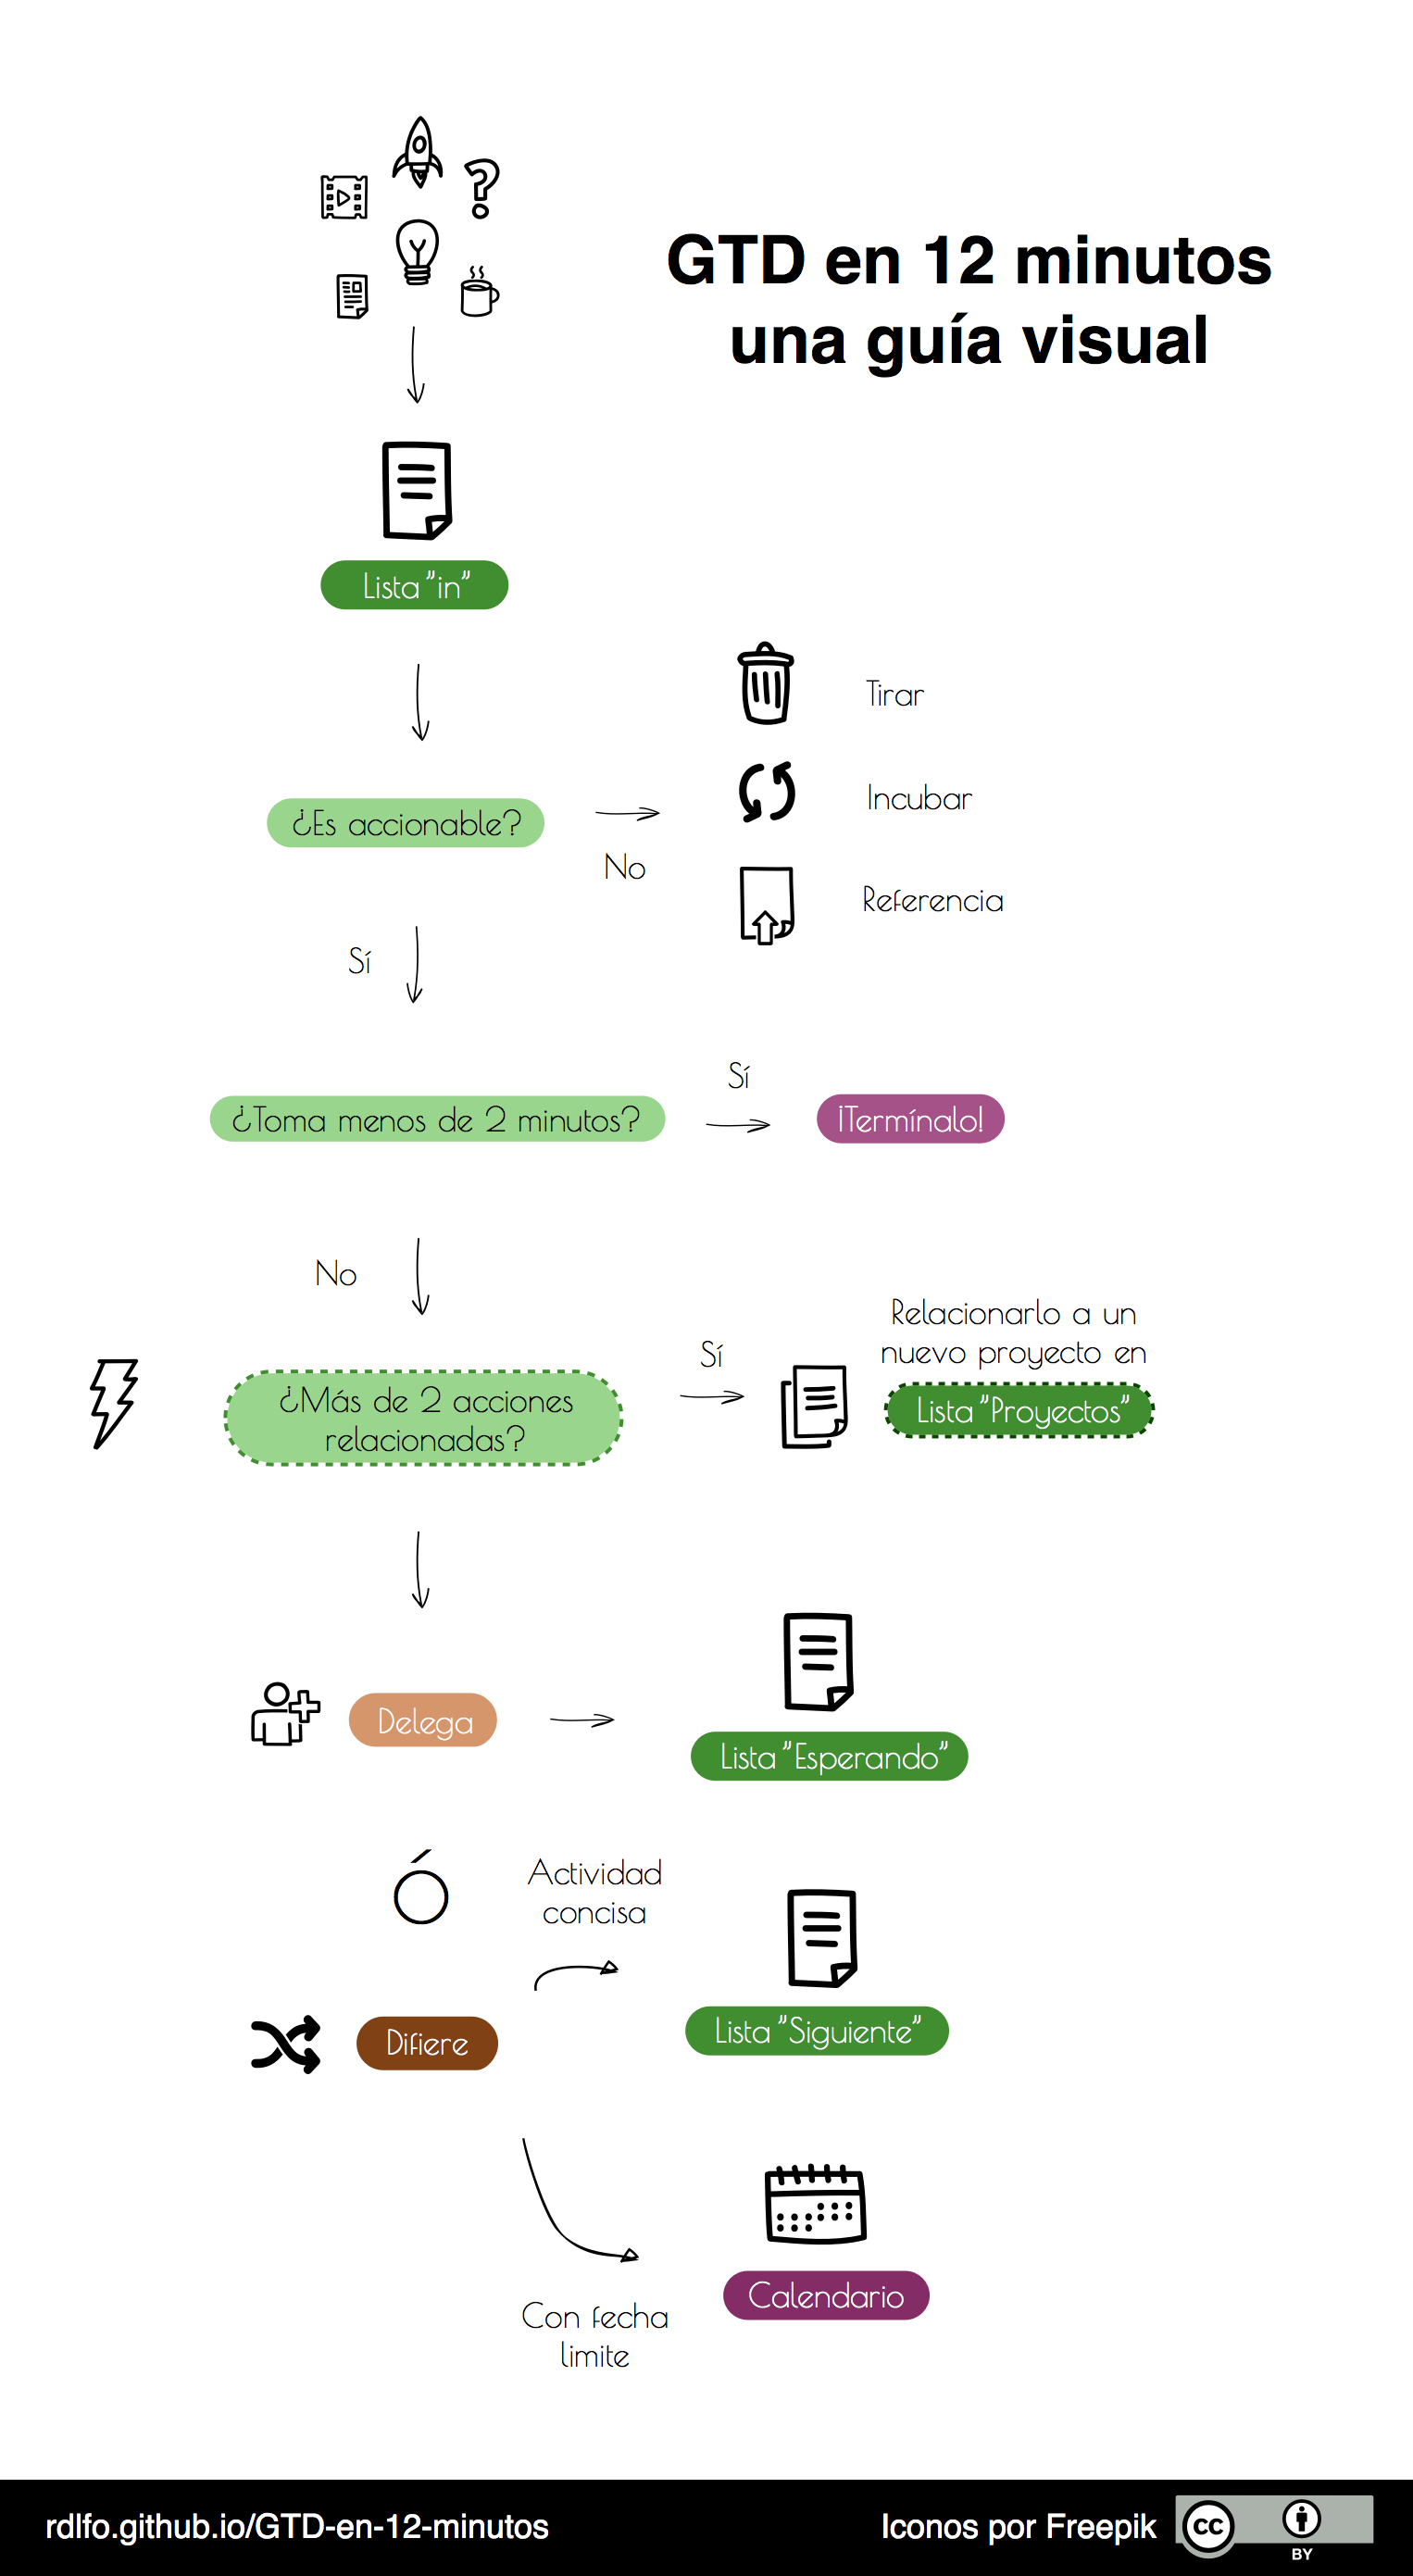 GTD en 12 minutos
una guía visual
Lista "in"
Tirar
Incubar
¿Es accionable?
No
Referencia
Sí
Sí
¿Toma menos de 2 minutos?
¡Termínalo!
No
Relacionarlo a un
nuevo proyecto en
Sí
¿Más de 2 acciones
relacionadas?
Lista "Proyectos"
Delega
Lista "Esperando"
Ó
Actividad
concisa
Lista "Siguiente"
Difiere
Calendario
Con fecha
limite
rdlfo.github.io/GTD-en-12-minutos
Iconos por Freepik
cc
BY